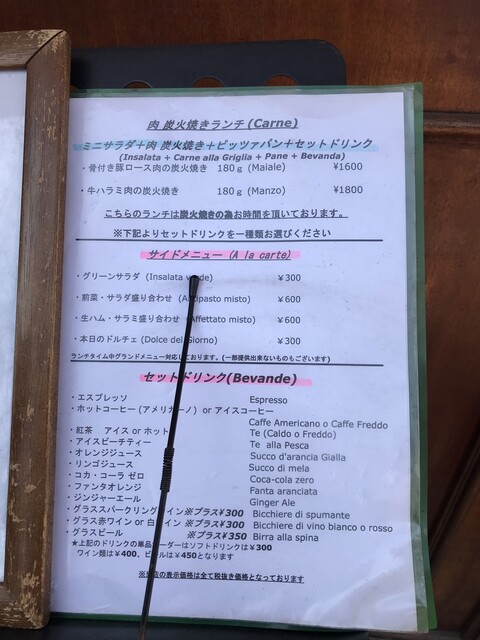 肉 炭火焼きランチ (Carne)
ミニサラダ＋肉 炭火焼き＋ピッツァパン＋セットドリンク
(Insalata + Carne alla Griglia + Pane + Bevanda)
・骨付き豚ロース肉の炭火焼き 180ｇ (Maiale) ¥1600
・牛ハラミ肉の炭火焼き 180ｇ (Manzo) ¥1800
こちらのランチは炭火焼きの為お時間を頂いております。
※下記よりセットドリンクを一種類お選びください
サイドメニュー (A la carte)
・グリーンサラダ (Insalata verde) ¥300
・前菜・サラダ盛り合わせ (Antipasto misto) ¥600
・生ハム・サラミ盛り合わせ (Affettato misto) ¥600
・本日のドルチェ (Dolce del Giorno) ¥300
ランチタイム中グランドメニュー対応しております。(一部提供出来ないものもございます)
セットドリンク(Bevande)
・エスプレッソ Espresso
・ホットコーヒー (アメリカーノ) or アイスコーヒー
Caffe Americano o Caffe Freddo
・紅茶 アイス or ホット Te (Caldo o Freddo)
・アイスピーチティー Te alla Pesca
・オレンジジュース Succo d'arancia Gialla
・リンゴジュース Succo di mela
・コカ・コーラ ゼロ Coca-cola zero
・ファンタオレンジ Fanta aranciata
・ジンジャーエール Ginger Ale
・グラススパークリングワイン ※プラス¥300 Bicchiere di spumante
・グラス赤ワイン or 白ワイン ※プラス¥300 Bicchiere di vino bianco o rosso
・グラスビール ※プラス¥350 Birra alla spina
★上記のドリンクの単品オーダーはソフトドリンクは¥300
ワイン類は¥400、ビールは¥450となります
※当店の表示価格は全て税抜き価格となっております